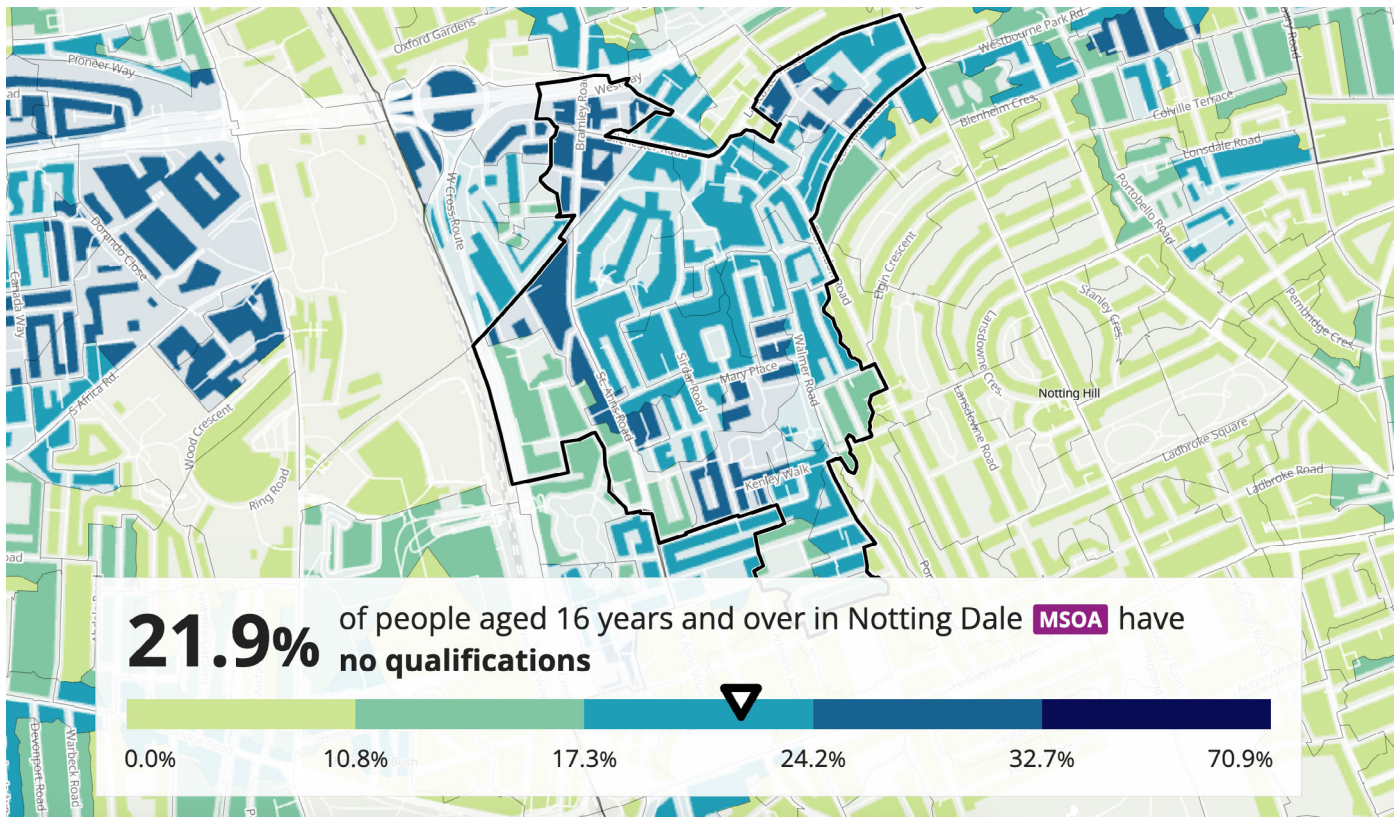 Oxford Gardens
Westbourne Park Rd.
Pioneer Way
Westway
Bramley Road
Colville Terrace
Blenheim Cres.
Lonsdale Road
W Cross Route
Portobello Road
Dorando Close
Canada Way
Elgin Crescent
Stanley Cres.
Pembridge Cres.
Lansdowne Cres.
Walmer Road
Sirdar Road
Mary Place
S Africa Rd.
St. Anns Road
Notting Hill
Wood Crescent
Lansdowne Road
Ladbroke Square
Kenley Walk
Ladbroke Road
Ring Road
21.9% of people aged 16 years and over in Notting Dale MSOA have
no qualifications
0.0% 10.8% 17.3% 24.2% 32.7% 70.9%
Devonport Road
Warbeck Road
Bush